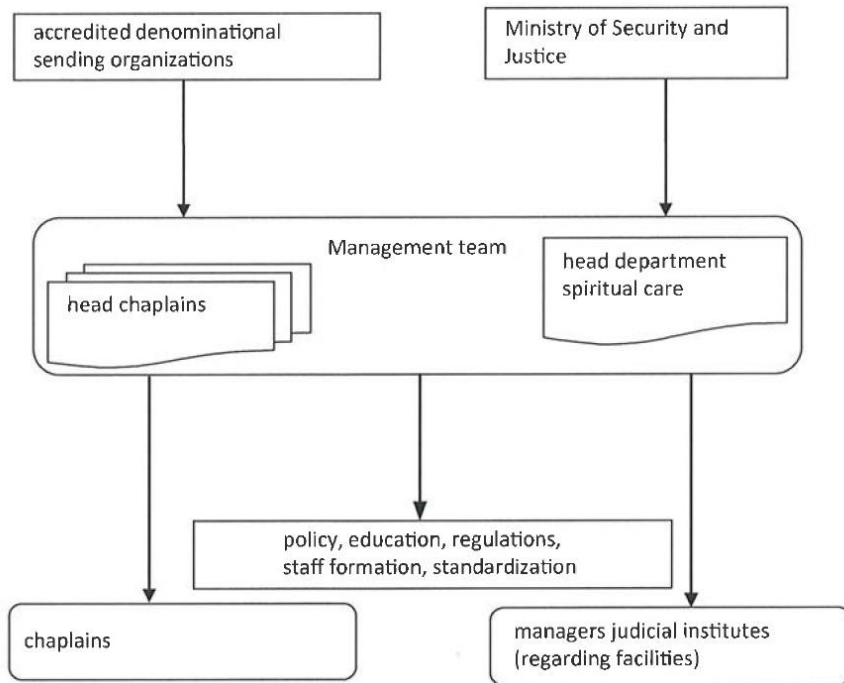 accredited denominational
sending organizations
Ministry of Security and
Justice
Management team
head chaplains
head department
spiritual care
policy, education, regulations,
staff formation, standardization
chaplains
managers judicial institutes
(regarding facilities)